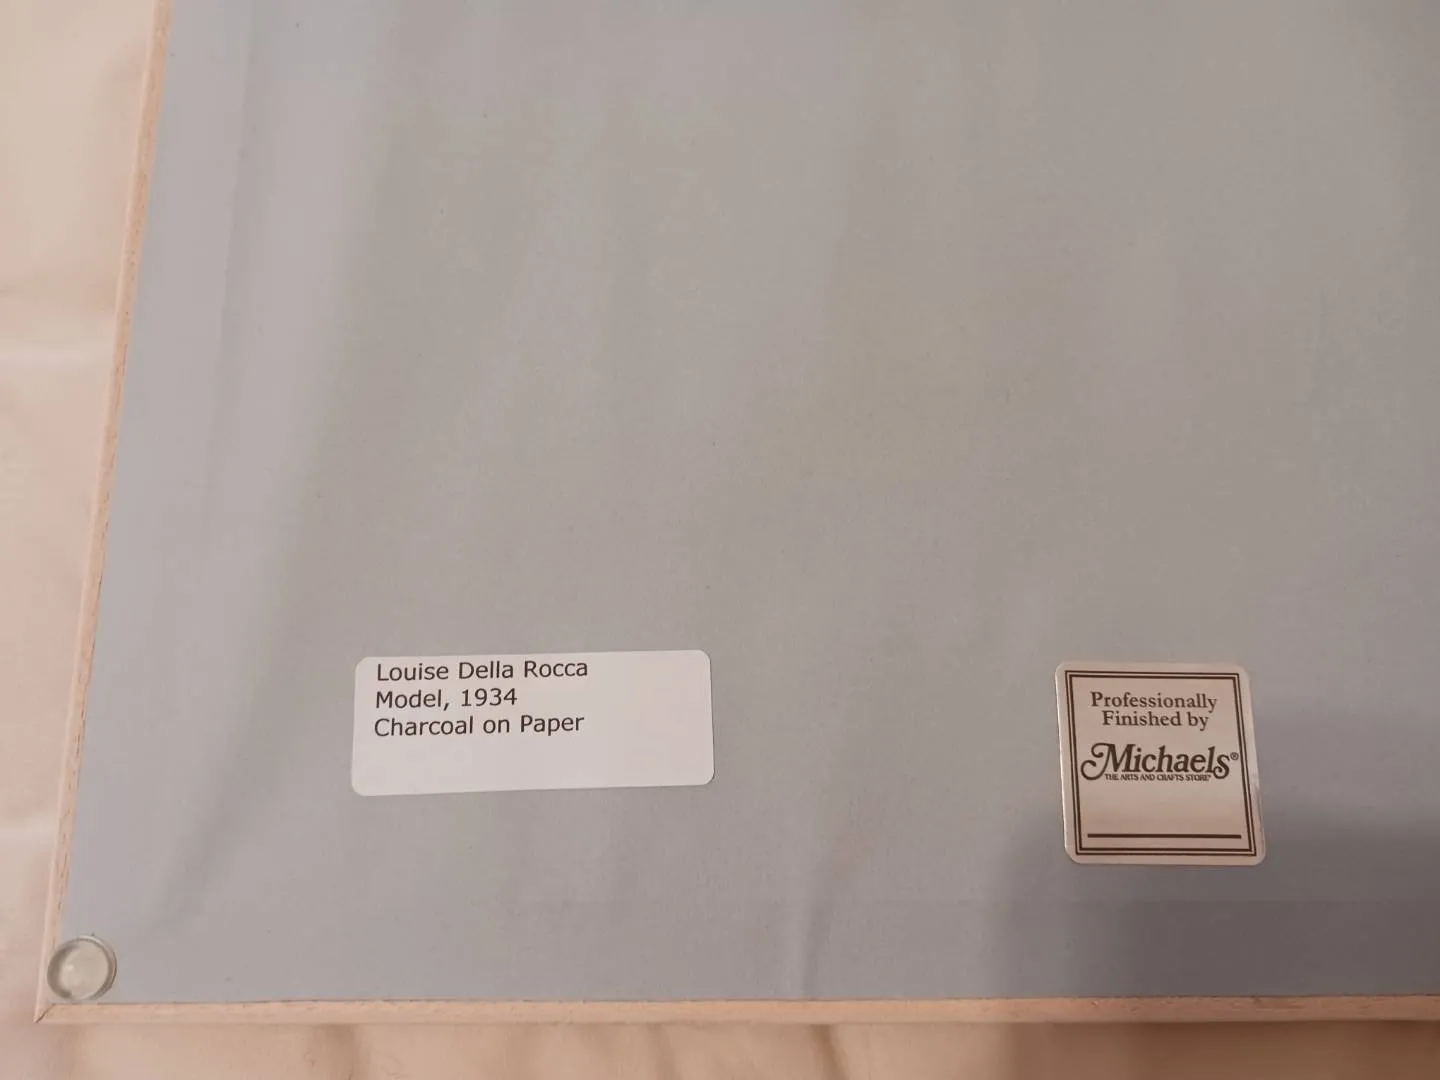 Louise Della Rocca
Model, 1934
Charcoal on Paper
Professionally
Finished by
Michaels®
THE ARTS AND CRAFTS STORE®